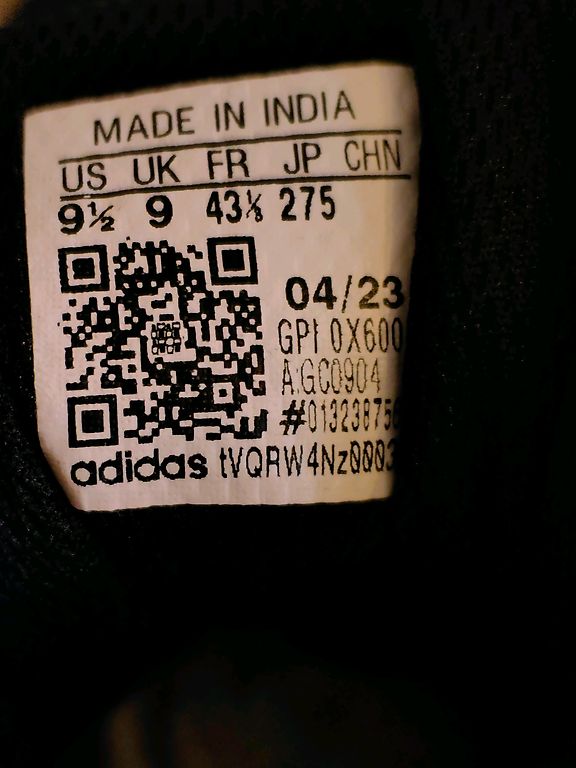 MADE IN INDIA
US UK FR JP CHN
9½ 9 43⅓ 275
04/23
GPI 0X600
A:GC0904
#013238756
adidas tVQRW4Nz0003